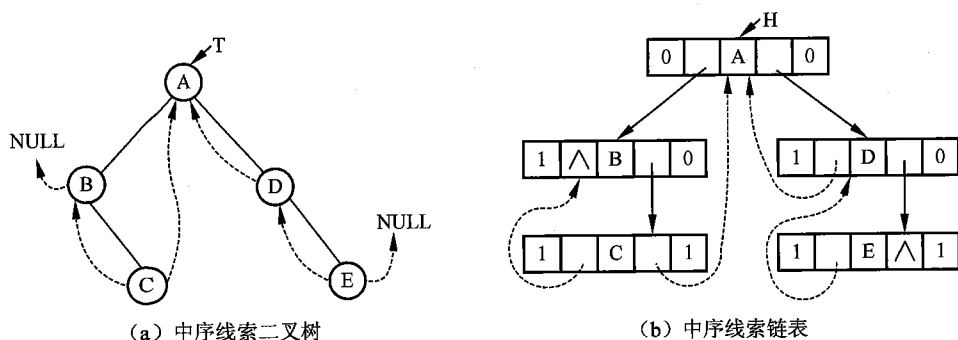 T
A
NULL
B
D
NULL
C
E
(a) 中序线索二叉树
H
0 A 0
1 ∧ B 0
1 D 0
1 C 1
1 E ∧ 1
(b) 中序线索链表